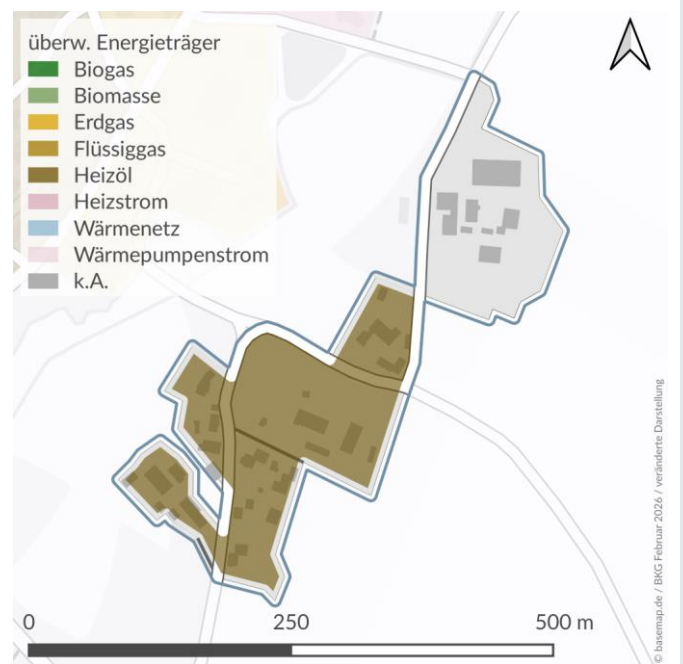 überw. Energieträger
Biogas
Biomasse
Erdgas
Flüssiggas
Heizöl
Heizstrom
Wärmenetz
Wärmepumpenstrom
k.A.
0 250 500 m
© basemap.de / BKG Februar 2026 / veränderte Darstellung